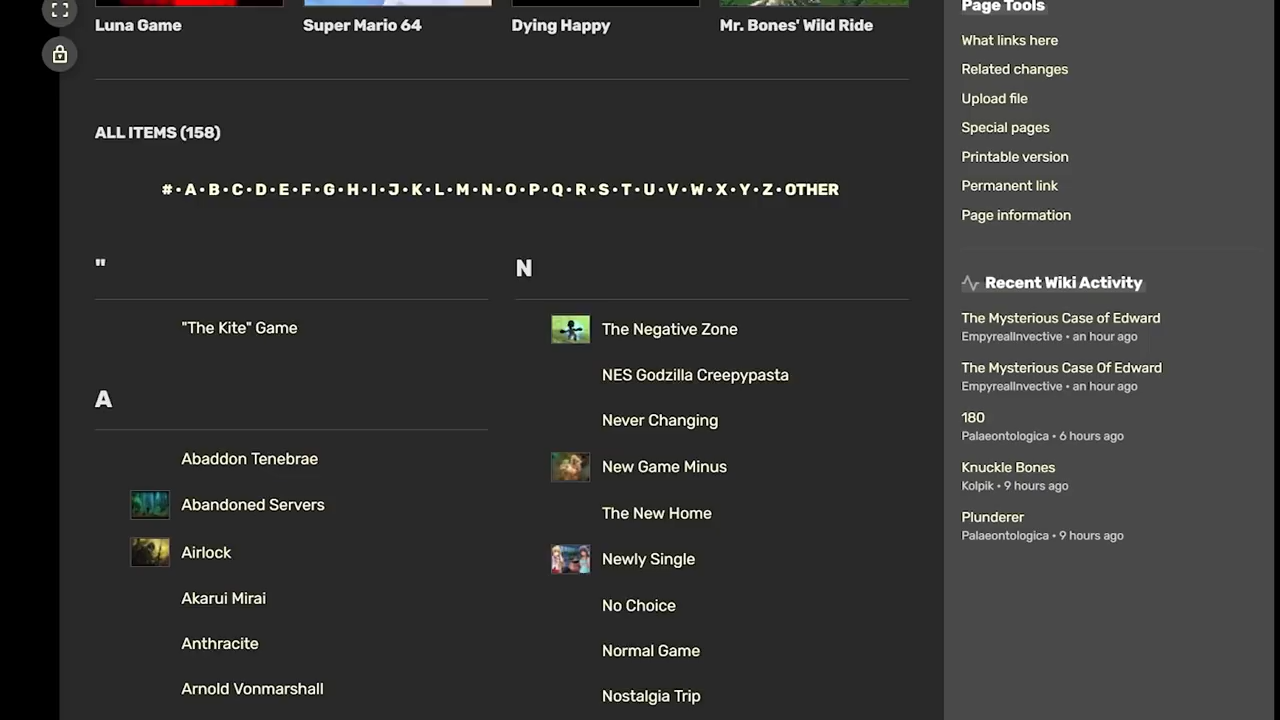 Luna Game
Super Mario 64
Dying Happy
Mr. Bones' Wild Ride
ALL ITEMS (158)
# • A • B • C • D • E • F • G • H • I • J • K • L • M • N • O • P • Q • R • S • T • U • V • W • X • Y • Z • OTHER
"
"The Kite" Game
A
Abaddon Tenebrae
Abandoned Servers
Airlock
Akarui Mirai
Anthracite
Arnold Vonmarshall
N
The Negative Zone
NES Godzilla Creepypasta
Never Changing
New Game Minus
The New Home
Newly Single
No Choice
Normal Game
Nostalgia Trip
Page Tools
What links here
Related changes
Upload file
Special pages
Printable version
Permanent link
Page information
Recent Wiki Activity
The Mysterious Case of Edward
EmpyrealInvective • an hour ago
The Mysterious Case Of Edward
EmpyrealInvective • an hour ago
180
Palaeontologica • 6 hours ago
Knuckle Bones
Kolpik • 9 hours ago
Plunderer
Palaeontologica • 9 hours ago